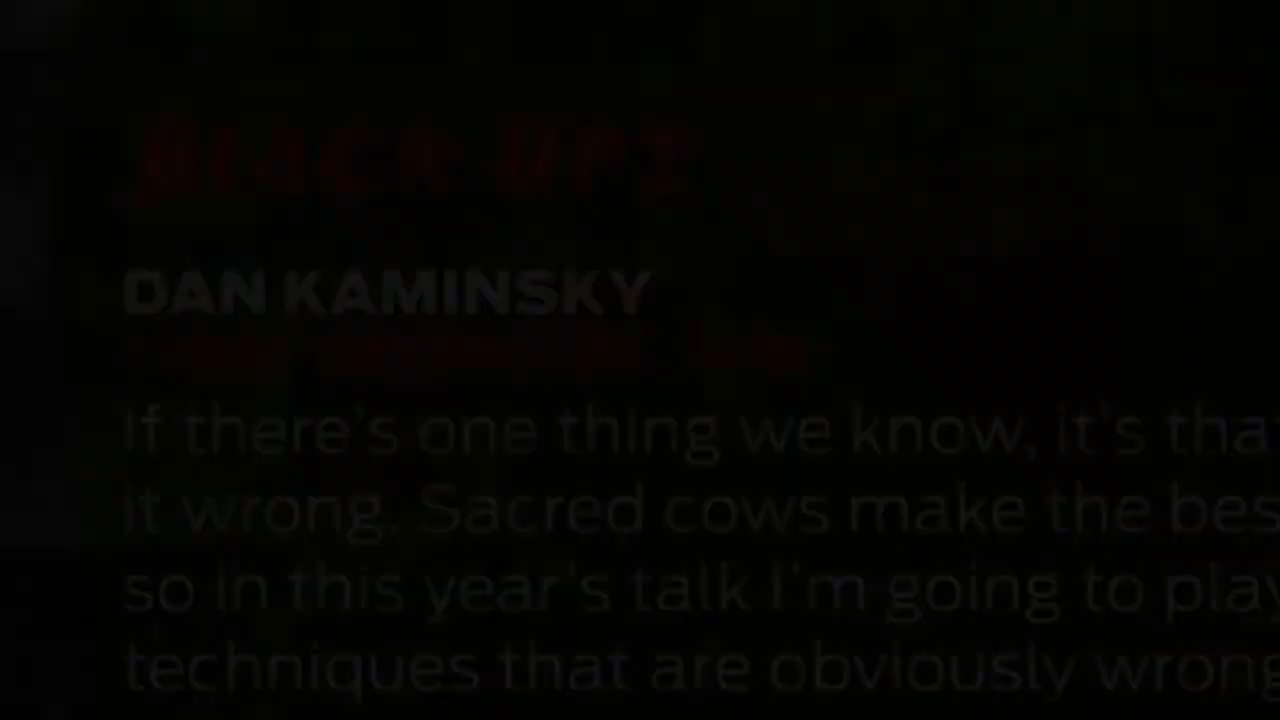 BLACK OPS
DAN KAMINSKY
If there's one thing we know, it's tha
it wrong. Sacred cows make the bes
so in this year's talk I'm going to play
techniques that are obviously wrong